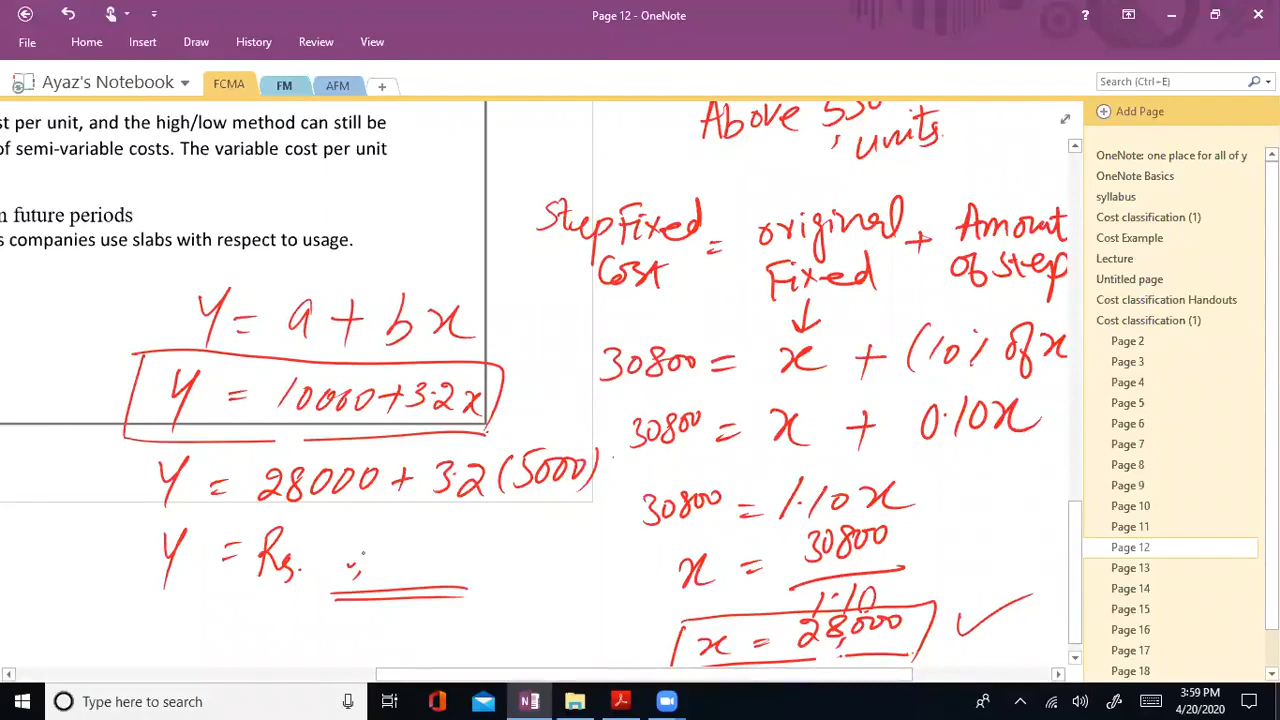 Page 12 - OneNote
?
File Home Insert Draw History Review View
Ayaz's Notebook FCMA FM AFM +
Search (Ctrl+E)
Add Page
st per unit, and the high/low method can still be
of semi-variable costs. The variable cost per unit
n future periods
s companies use slabs with respect to usage.
Y = a + bx
Y = 10000+3.2x
Y = 28000 + 3.2 (5000)
Y = Rs.
Above
units
Step Fixed Cost = original Fixed + Amount of step
30800 = x + (10% of x
30800 = x + 0.10x
30800 = 1.10x
x = 30800
1.10
x = 28,000
OneNote: one place for all of y
OneNote Basics
syllabus
Cost classification (1)
Cost Example
Lecture
Untitled page
Cost classification Handouts
Cost classification (1)
Page 2
Page 3
Page 4
Page 5
Page 6
Page 7
Page 8
Page 9
Page 10
Page 11
Page 12
Page 13
Page 14
Page 15
Page 16
Page 17
Page 18
Type here to search
3:59 PM
4/20/2020